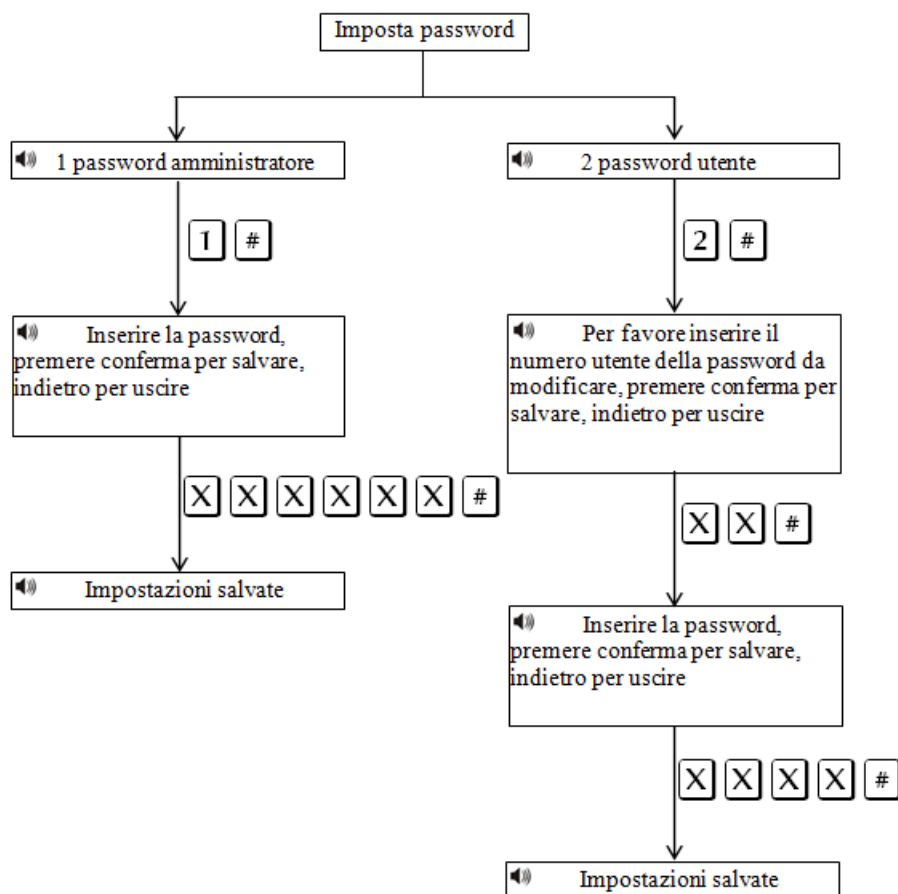 Imposta password
1 password amministratore
2 password utente
1 #
2 #
Inserire la password,
premere conferma per salvare,
indietro per uscire
Per favore inserire il
numero utente della password da
modificare, premere conferma per
salvare, indietro per uscire
X X X X X X #
X X #
Impostazioni salvate
Inserire la password,
premere conferma per salvare,
indietro per uscire
X X X X #
Impostazioni salvate